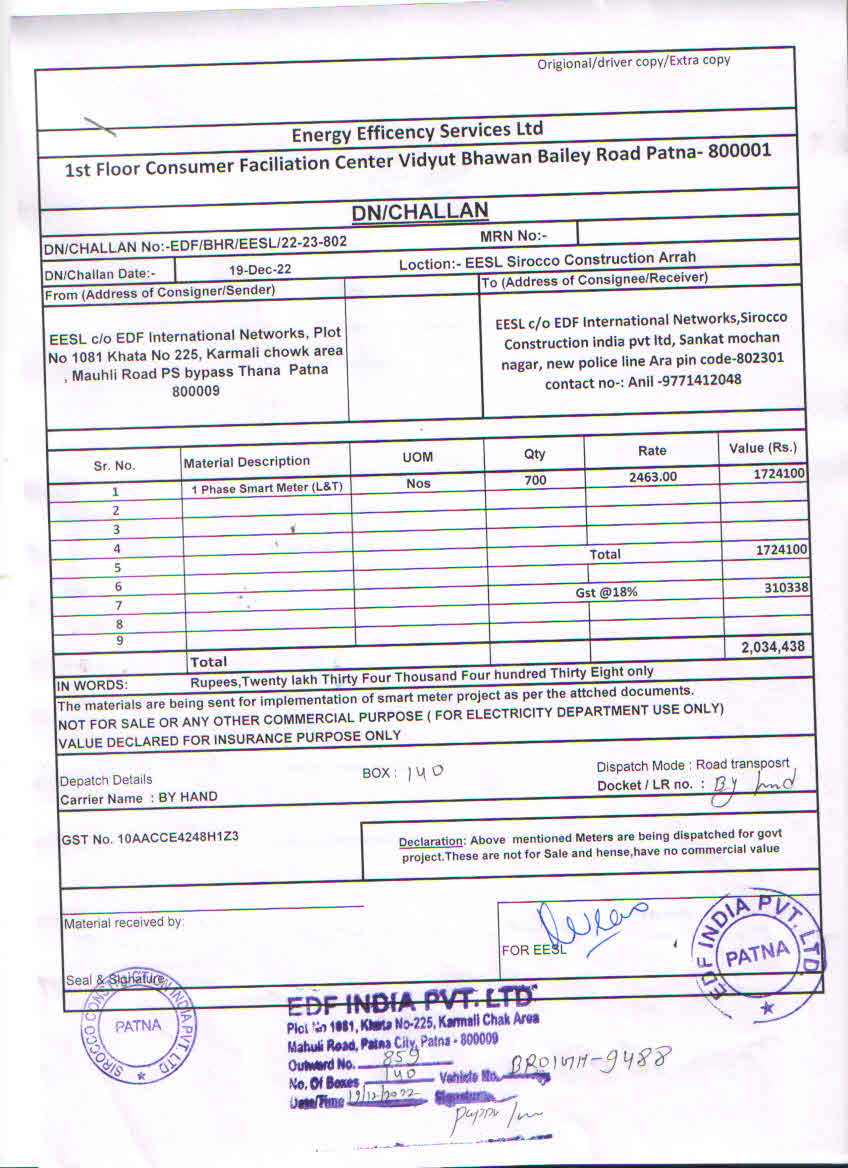 Origional/driver copy/Extra copy
Energy Efficency Services Ltd
1st Floor Consumer Faciliation Center Vidyut Bhawan Bailey Road Patna- 800001
DN/CHALLAN
DN/CHALLAN No:-EDF/BHR/EESL/22-23-802 MRN No:-
DN/Challan Date:- 19-Dec-22 Loction:- EESL Sirocco Construction Arrah
From (Address of Consigner/Sender) To (Address of Consignee/Receiver)
EESL c/o EDF International Networks, Plot
No 1081 Khata No 225, Karmali chowk area
, Mauhli Road PS bypass Thana Patna
800009
EESL c/o EDF International Networks,Sirocco
Construction india pvt ltd, Sankat mochan
nagar, new police line Ara pin code-802301
contact no-: Anil -9771412048
Sr. No. Material Description UOM Qty Rate Value (Rs.)
1 1 Phase Smart Meter (L&T) Nos 700 2463.00 1724100
2
3
4 Total 1724100
5
6 Gst @18% 310338
7
8
9
Total 2,034,438
IN WORDS: Rupees,Twenty lakh Thirty Four Thousand Four hundred Thirty Eight only
The materials are being sent for implementation of smart meter project as per the attched documents.
NOT FOR SALE OR ANY OTHER COMMERCIAL PURPOSE ( FOR ELECTRICITY DEPARTMENT USE ONLY)
VALUE DECLARED FOR INSURANCE PURPOSE ONLY
Depatch Details BOX : 140 Dispatch Mode : Road transposrt
Carrier Name : BY HAND Docket / LR no. : By hnd
GST No. 10AACCE4248H1Z3
Declaration: Above mentioned Meters are being dispatched for govt
project.These are not for Sale and hense,have no commercial value
Material received by:
FOR EESL
Seal & Signature
EDF INDIA PVT. LTD.
PATNA
SIROCCO CONSTRUCTION INDIA PVT. LTD
PATNA
EDF INDIA PVT. LTD.
Plot No 1081, Khata No-225, Karmali Chak Area
Mahuli Road, Patna City, Patna - 800009
Outward No. 859
No. Of Boxes 140 Vehicle No. BR01GH-9488
Date/Time 19/12/2022 Signature